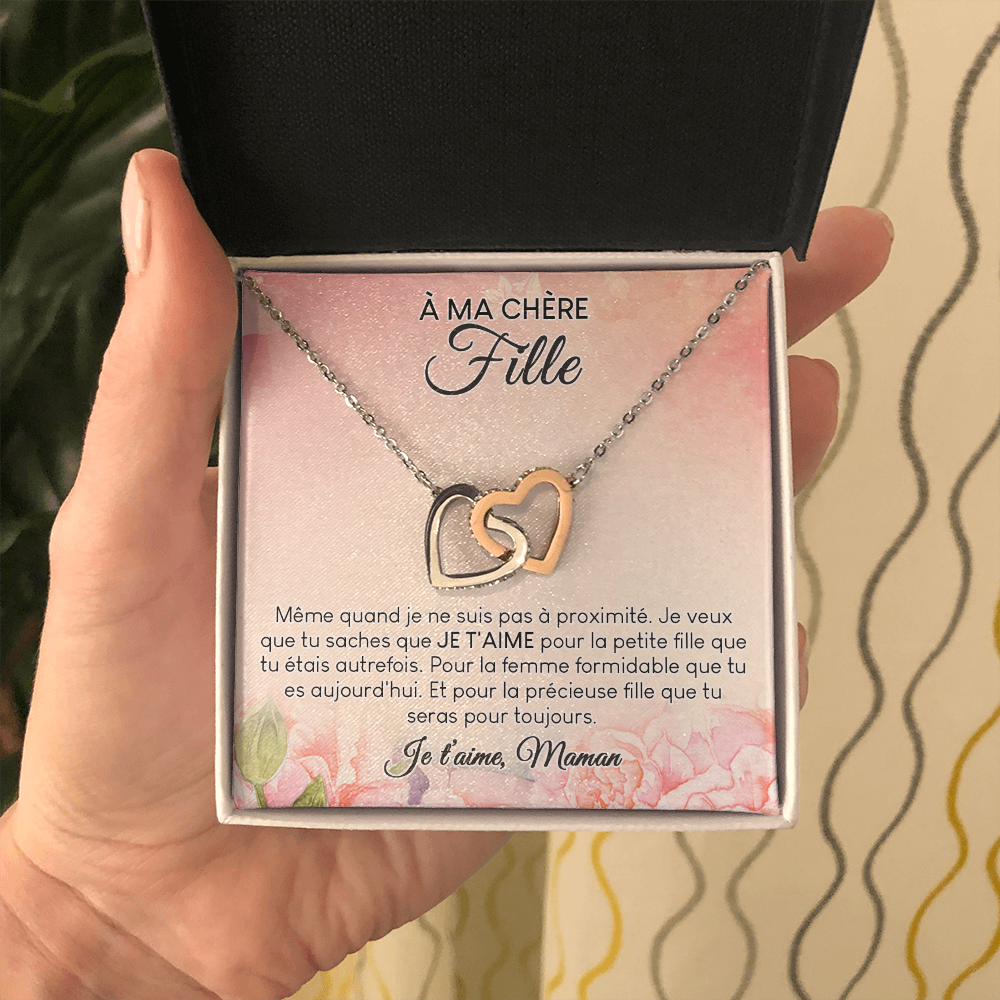 À MA CHÈRE
Fille
Même quand je ne suis pas à proximité. Je veux
que tu saches que JE T'AIME pour la petite fille que
tu étais autrefois. Pour la femme formidable que tu
es aujourd'hui. Et pour la précieuse fille que tu
seras pour toujours.
Je t'aime, Maman